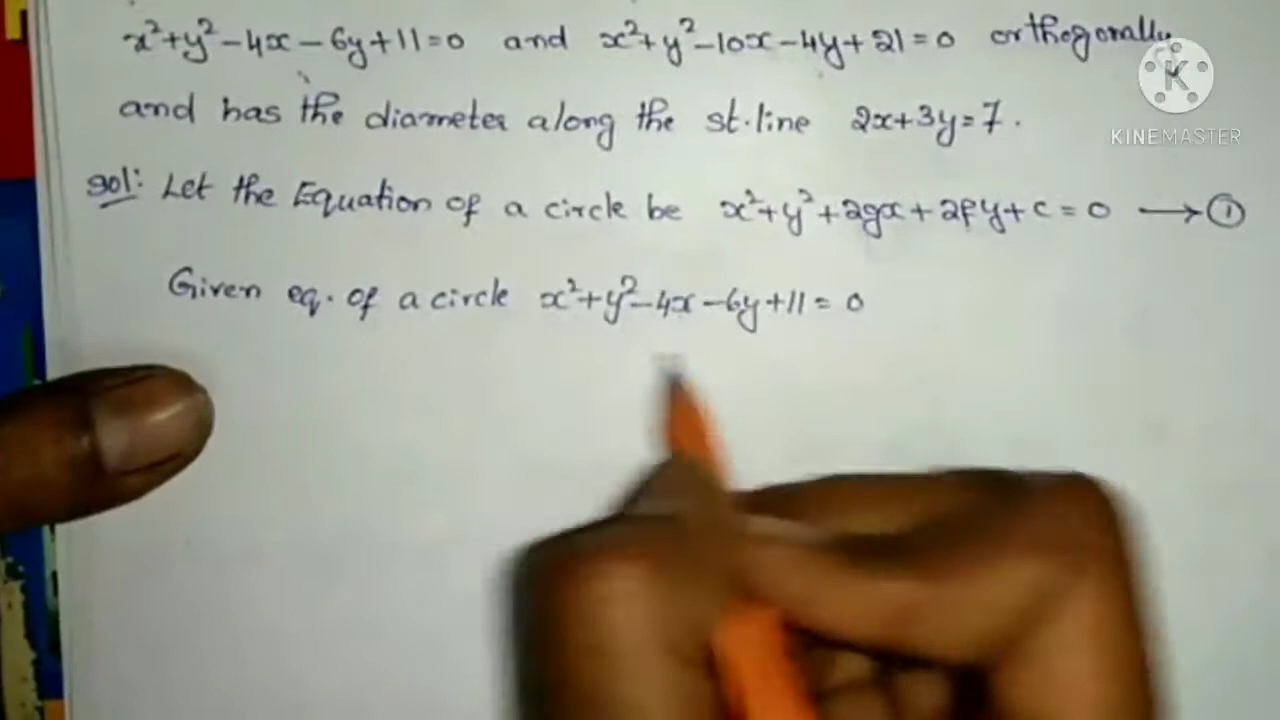 x²+y²-4x-6y+11=0 and x²+y²-10x-4y+21=0 orthogonally
and has the diameter along the st.line 2x+3y=7.
sol: Let the Equation of a circle be x²+y²+2gx+2fy+c=0 →①
Given eq. of a circle x²+y²-4x-6y+11=0
K
KINEMASTER